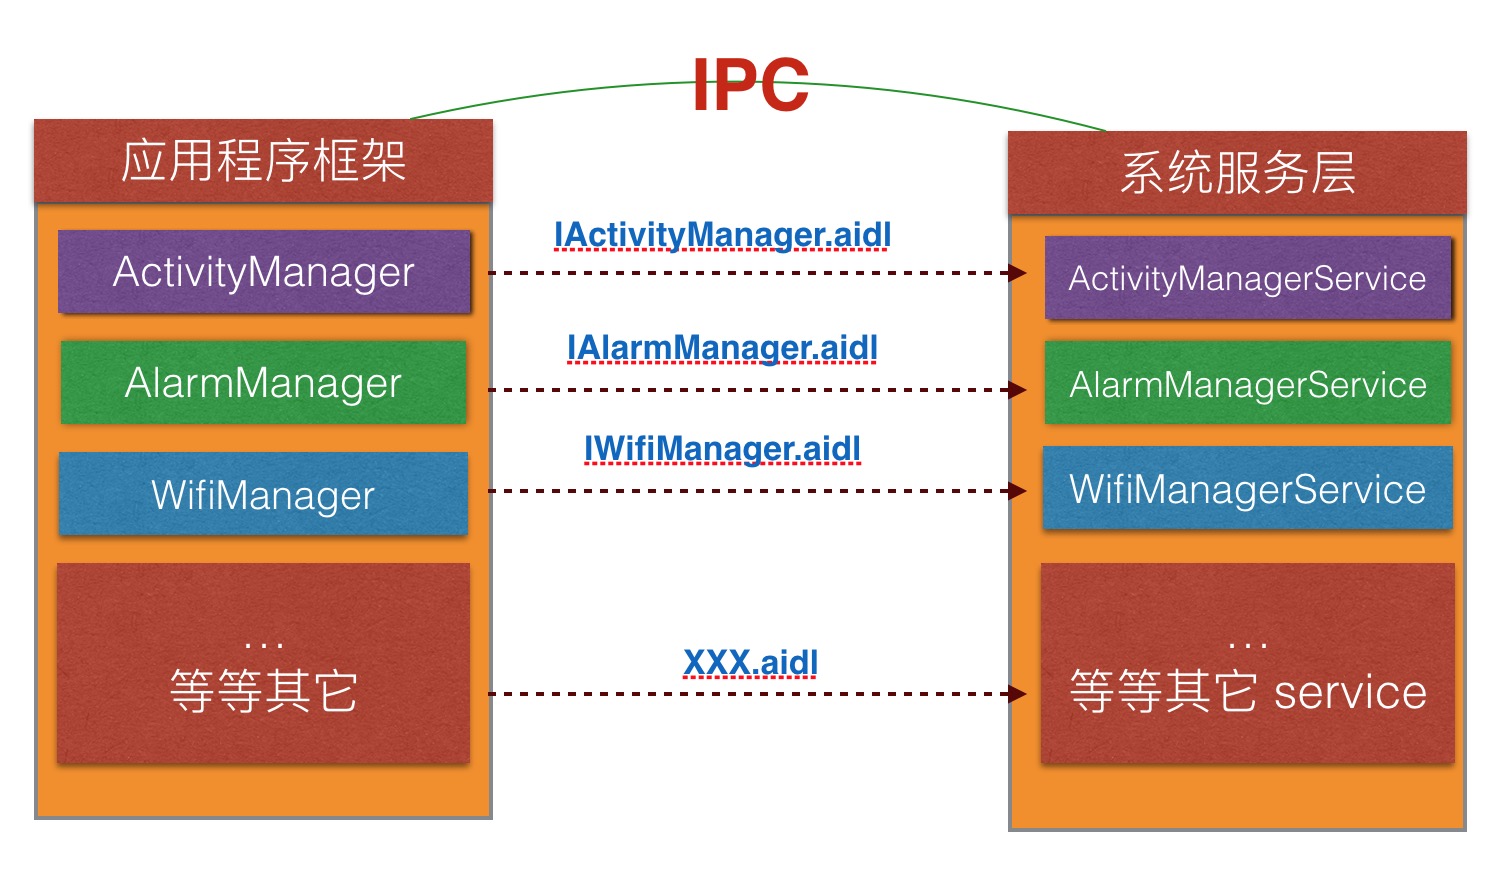 IPC
应用程序框架
系统服务层
IActivityManager.aidl
ActivityManager
ActivityManagerService
IAlarmManager.aidl
AlarmManager
AlarmManagerService
IWifiManager.aidl
WifiManager
WifiManagerService
...
等等其它
XXX.aidl
...
等等其它 service